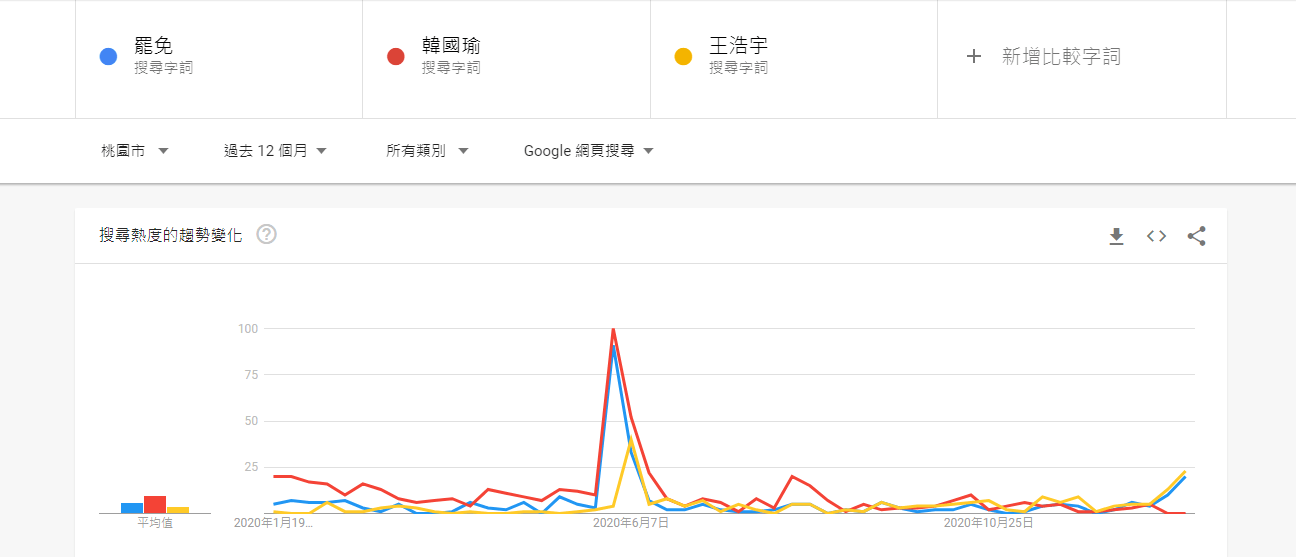 罷免
搜尋字詞
韓國瑜
搜尋字詞
王浩宇
搜尋字詞
+ 新增比較字詞
桃園市
過去 12 個月
所有類別
Google 網頁搜尋
搜尋熱度的趨勢變化 ?
100
75
50
25
平均值
2020年1月19...
2020年6月7日
2020年10月25日